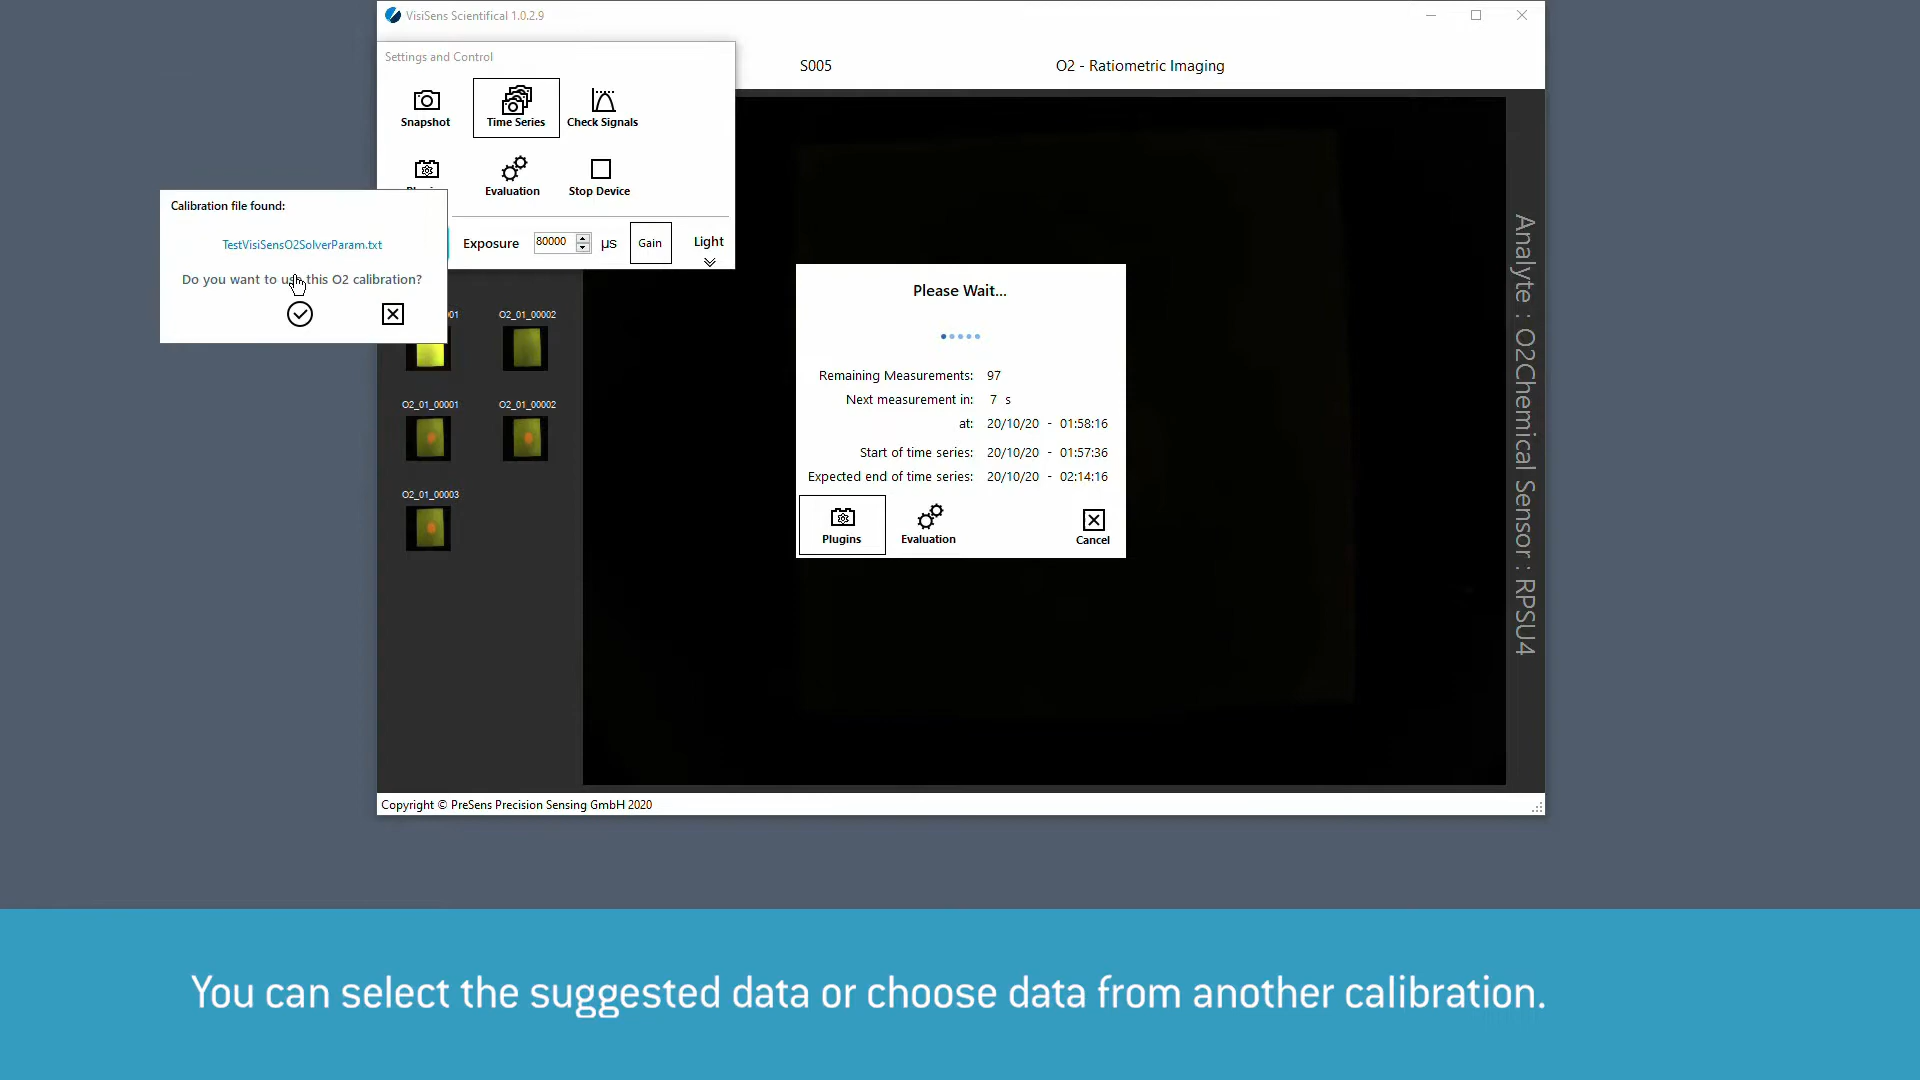 VisiSens Scientifical 1.0.2.9
Settings and Control
S005
O2 - Ratiometric Imaging
Snapshot
Time Series
Check Signals
Evaluation
Stop Device
Calibration file found:
TestVisiSensO2SolverParam.txt
Do you want to use this O2 calibration?
Exposure 80000 µs
Gain
Light
01
O2_01_00002
O2_01_00001
O2_01_00002
O2_01_00003
Please Wait...
Remaining Measurements: 97
Next measurement in: 7 s
at: 20/10/20 - 01:58:16
Start of time series: 20/10/20 - 01:57:36
Expected end of time series: 20/10/20 - 02:14:16
Plugins
Evaluation
Cancel
Analyte : O2Chemical Sensor : RPSU4
Copyright © PreSens Precision Sensing GmbH 2020
You can select the suggested data or choose data from another calibration.